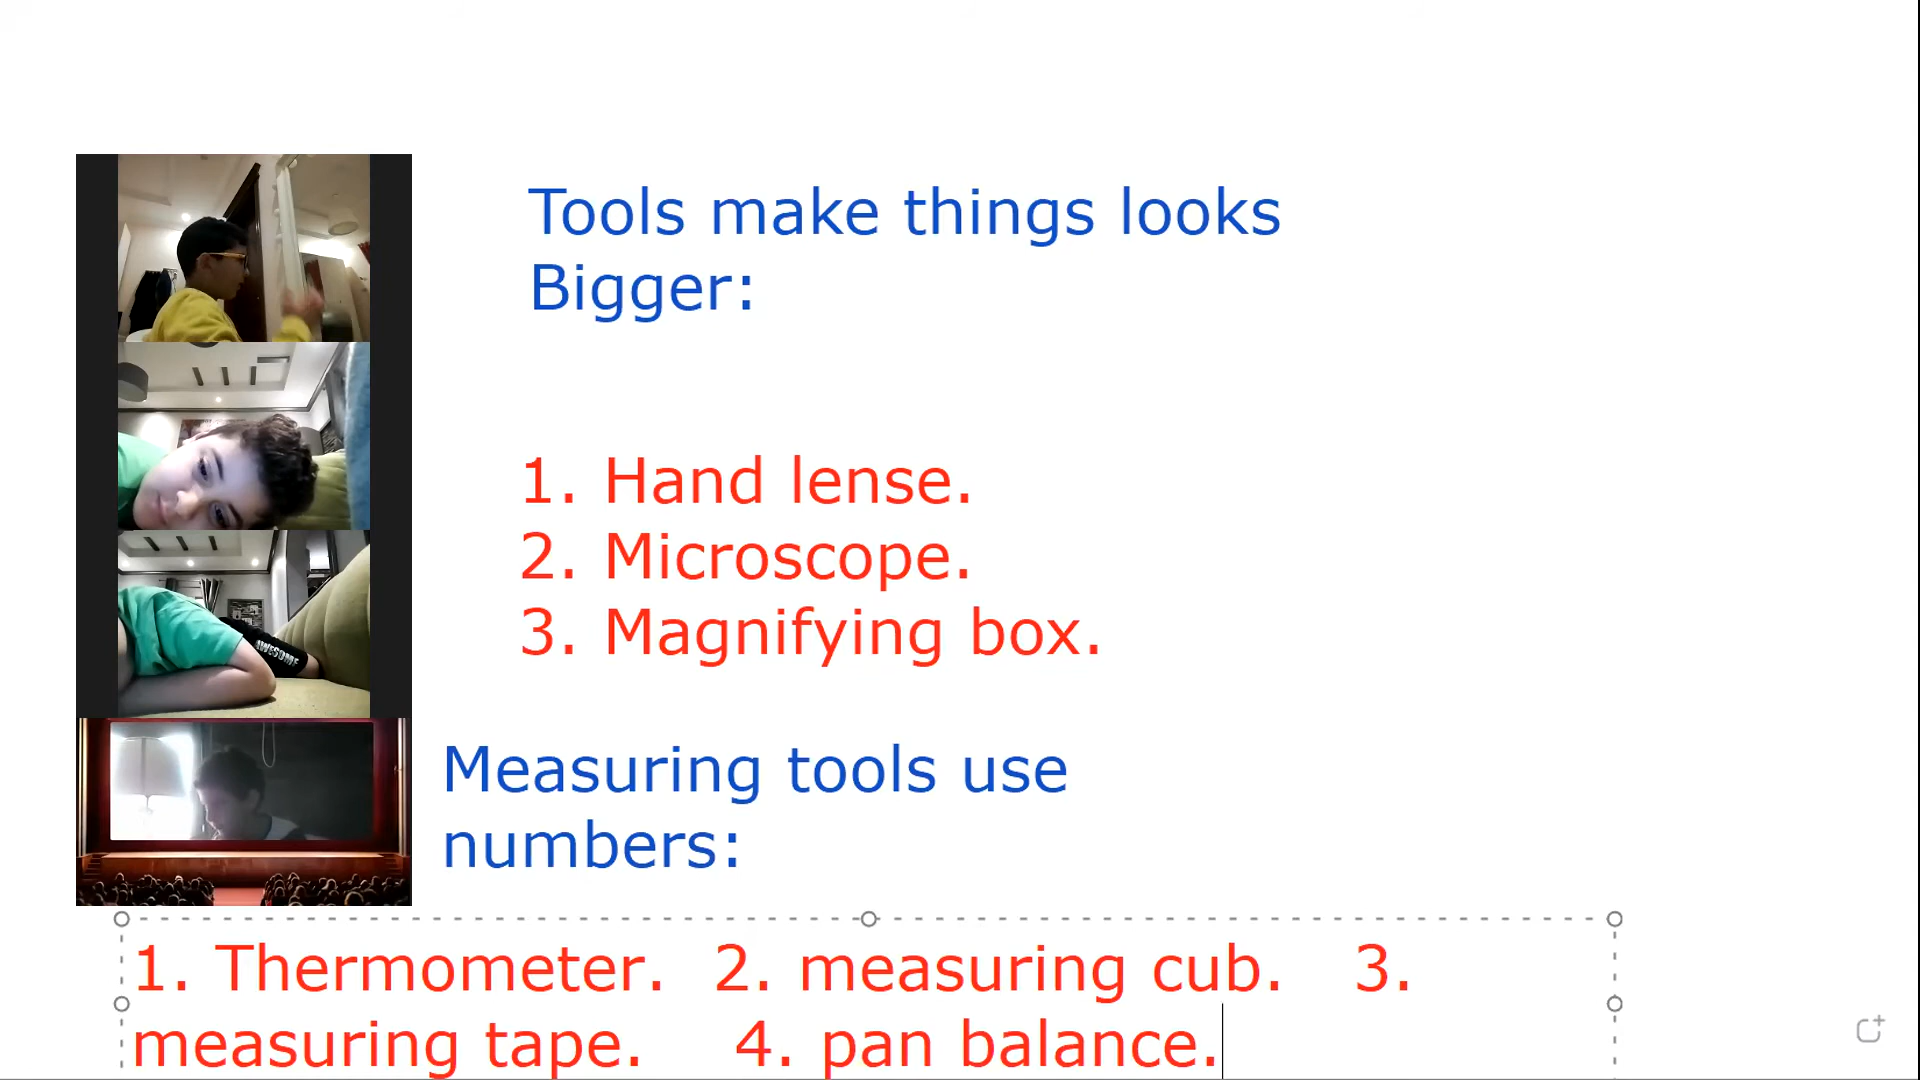 Tools make things looks
Bigger:
1. Hand lense.
2. Microscope.
3. Magnifying box.
AWESOME
Measuring tools use
numbers:
1. Thermometer. 2. measuring cub. 3.
measuring tape. 4. pan balance.